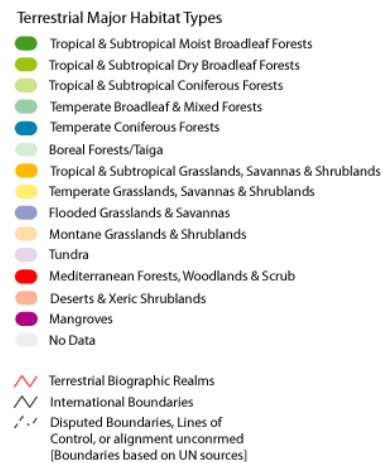 Terrestrial Major Habitat Types
Tropical & Subtropical Moist Broadleaf Forests
Tropical & Subtropical Dry Broadleaf Forests
Tropical & Subtropical Coniferous Forests
Temperate Broadleaf & Mixed Forests
Temperate Coniferous Forests
Boreal Forests/Taiga
Tropical & Subtropical Grasslands, Savannas & Shrublands
Temperate Grasslands, Savannas & Shrublands
Flooded Grasslands & Savannas
Montane Grasslands & Shrublands
Tundra
Mediterranean Forests, Woodlands & Scrub
Deserts & Xeric Shrublands
Mangroves
No Data
Terrestrial Biographic Realms
International Boundaries
Disputed Boundaries, Lines of
Control, or alignment unconrmed
[Boundaries based on UN sources]